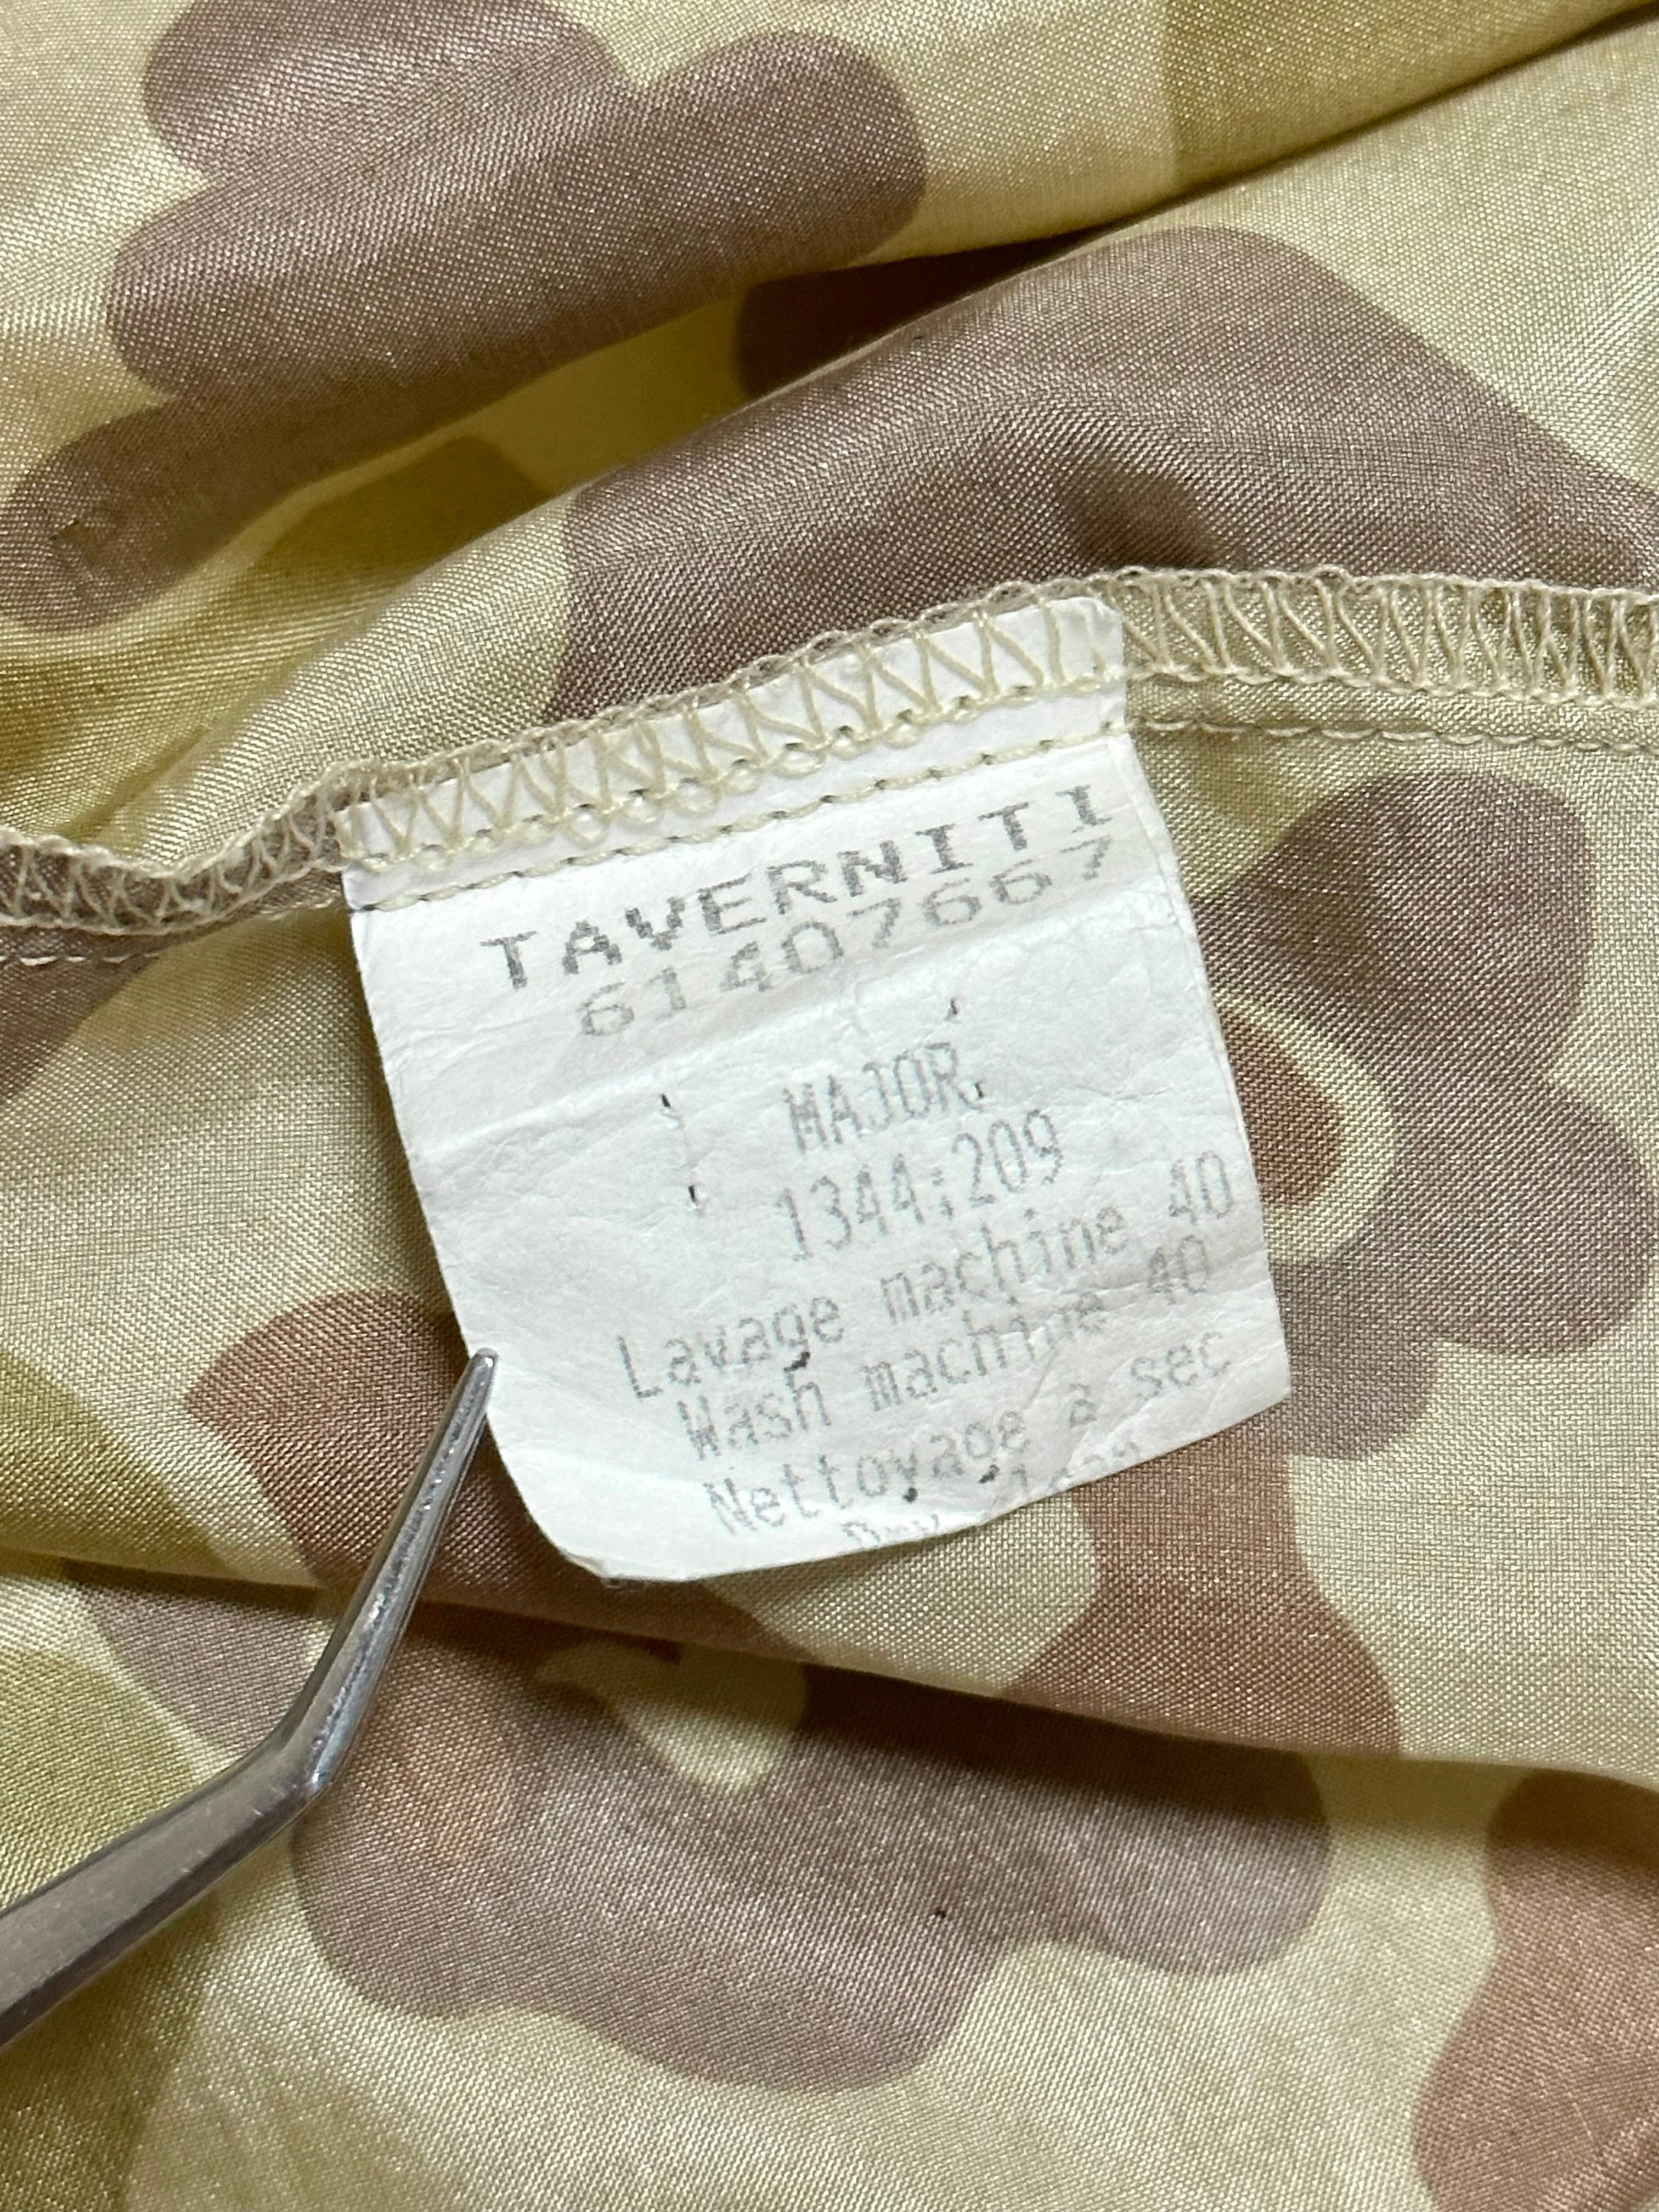 TAVERNITI
61407667
MAJOR
1344:209
Lavage machine 40
Wash machine 40
Nettoyage a sec